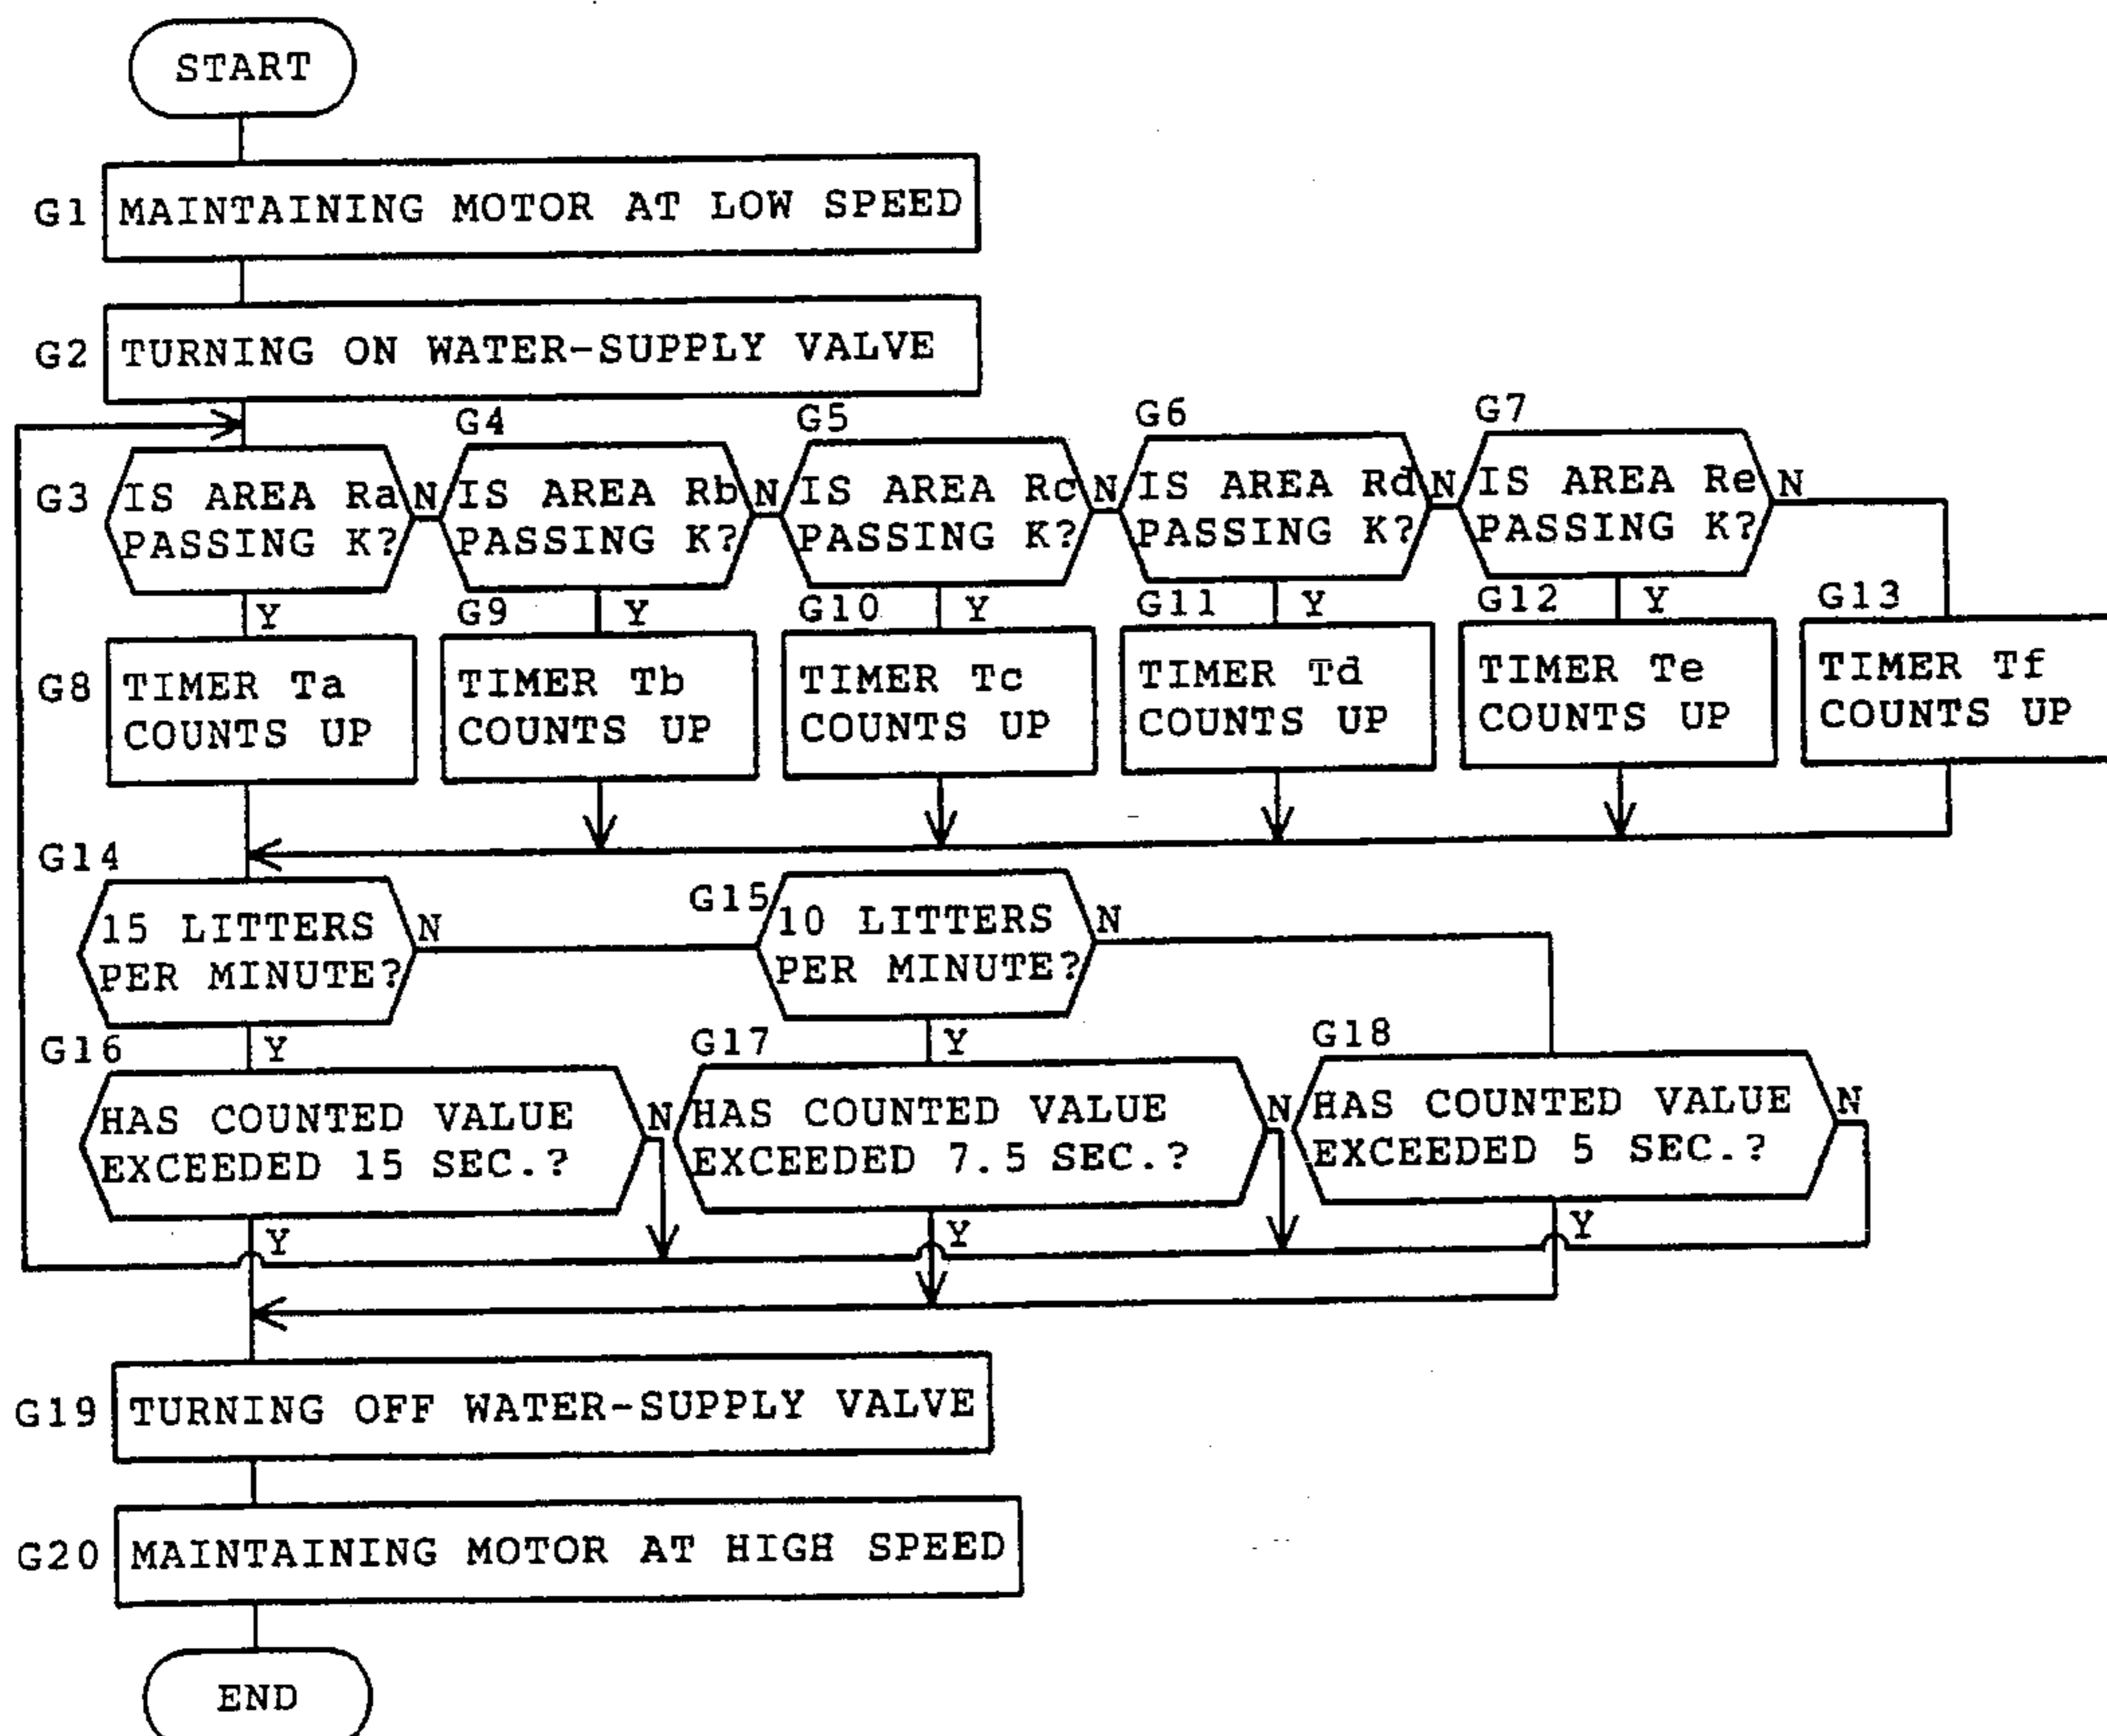 START
G1 MAINTAINING MOTOR AT LOW SPEED
G2 TURNING ON WATER-SUPPLY VALVE
G3 IS AREA Ra
PASSING K?
N
Y
G4
IS AREA Rb
PASSING K?
N
Y
G5
IS AREA Rc
PASSING K?
N
Y
G6
IS AREA Rd
PASSING K?
N
Y
G7
IS AREA Re
PASSING K?
N
Y
G8 TIMER Ta
COUNTS UP
G9
TIMER Tb
COUNTS UP
G10
TIMER Tc
COUNTS UP
G11
TIMER Td
COUNTS UP
G12
TIMER Te
COUNTS UP
G13
TIMER Tf
COUNTS UP
G14
15 LITTERS
PER MINUTE?
N
Y
G15
10 LITTERS
PER MINUTE?
N
Y
G16
HAS COUNTED VALUE
EXCEEDED 15 SEC.?
N
Y
G17
HAS COUNTED VALUE
EXCEEDED 7.5 SEC.?
N
Y
G18
HAS COUNTED VALUE
EXCEEDED 5 SEC.?
N
Y
G19 TURNING OFF WATER-SUPPLY VALVE
G20 MAINTAINING MOTOR AT HIGH SPEED
END